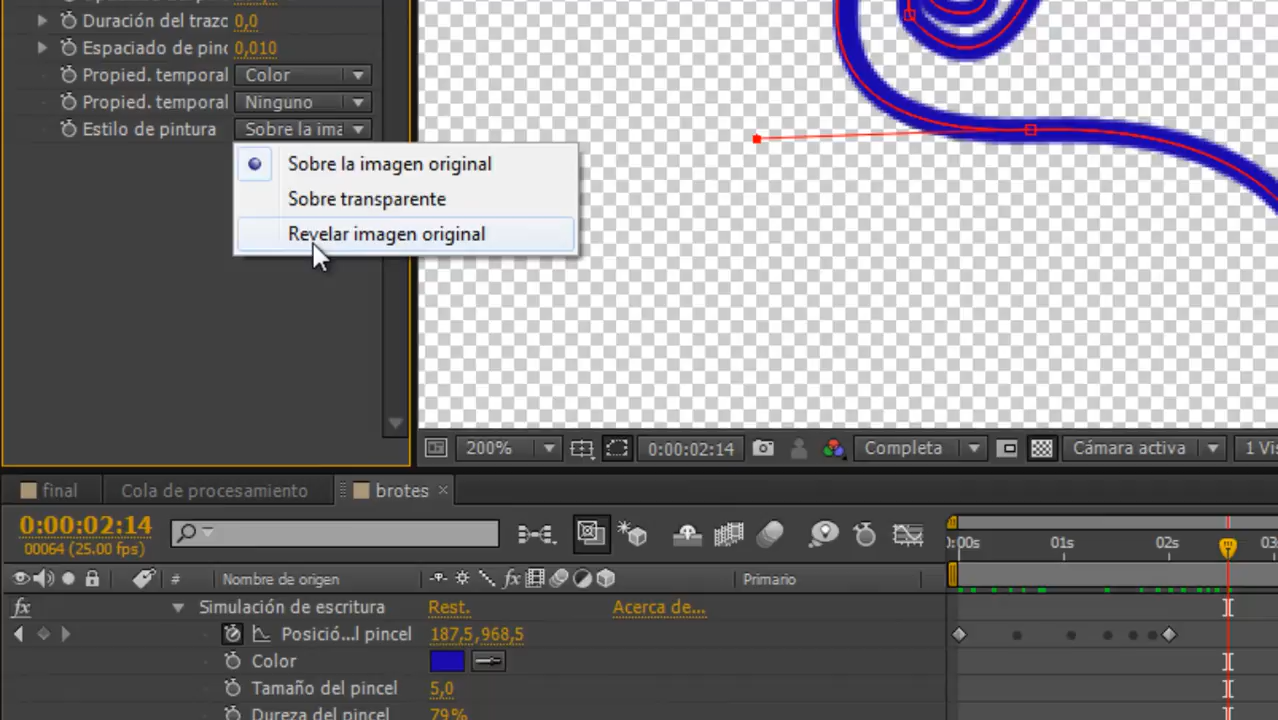 Duración del trazo 0,0
Espaciado de pinc 0,010
Propied. temporal Color
Propied. temporal Ninguno
Estilo de pintura Sobre la ima
Sobre la imagen original
Sobre transparente
Revelar imagen original
200% 0:00:02:14 Completa Cámara activa 1 Vis
final Cola de procesamiento brotes ×
0:00:02:14
00064 (25.00 fps)
):00s 01s 02s 03s
# Nombre de origen fx Primario
fx Simulación de escritura Rest. Acerca de...
Posició...l pincel 187,5,968,5
Color
Tamaño del pincel 5,0
Dureza del pincel 79%